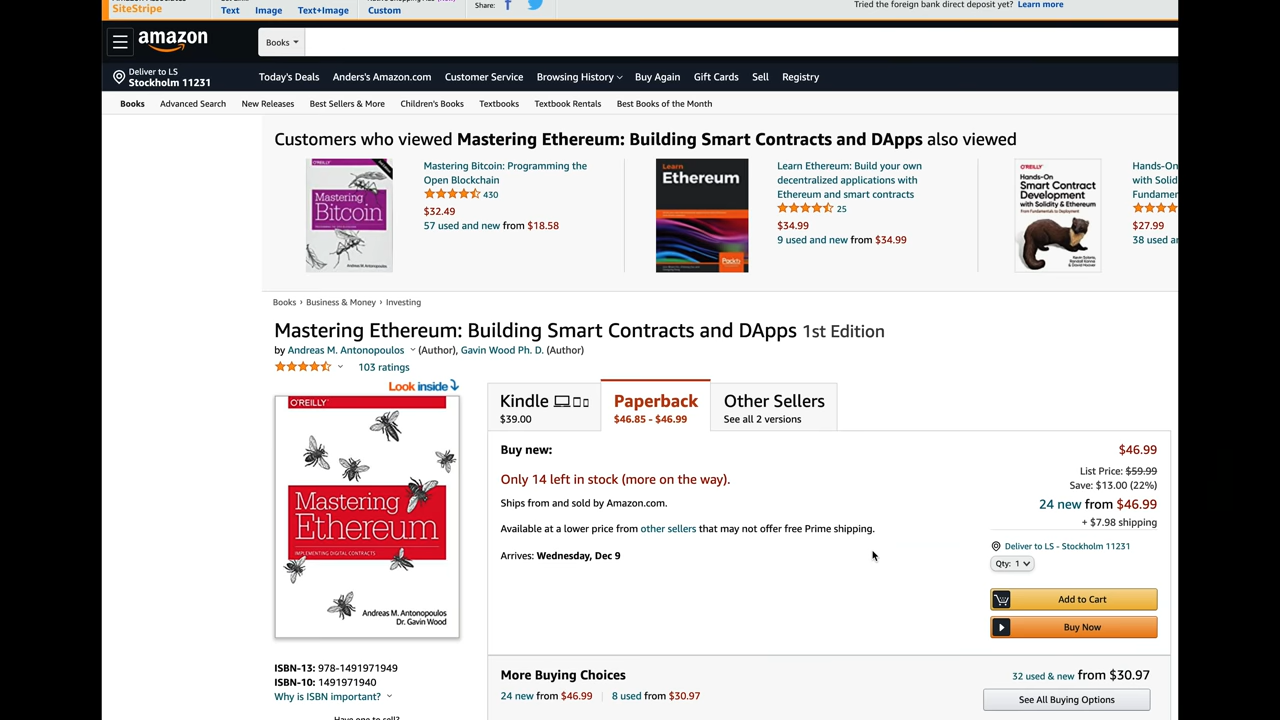 SiteStripe
Text
Image
Text+Image
Custom
Share:
Tried the foreign bank direct deposit yet? Learn more
amazon
Books
Deliver to LS
Stockholm 11231
Today's Deals
Anders's Amazon.com
Customer Service
Browsing History
Buy Again
Gift Cards
Sell
Registry
Books
Advanced Search
New Releases
Best Sellers & More
Children's Books
Textbooks
Textbook Rentals
Best Books of the Month
Customers who viewed Mastering Ethereum: Building Smart Contracts and DApps also viewed
O'REILLY
Mastering
Bitcoin
Andreas M. Antonopoulos
Mastering Bitcoin: Programming the
Open Blockchain
430
$32.49
57 used and new from $18.58
Learn
Ethereum
Packt
Learn Ethereum: Build your own
decentralized applications with
Ethereum and smart contracts
25
$34.99
9 used and new from $34.99
O'REILLY
Hands-On
Smart Contract
Development
with Solidity & Ethereum
From Fundamentals to Deployment
Hands-On
with Solid
Fundamen
$27.99
38 used a
Books › Business & Money › Investing
Mastering Ethereum: Building Smart Contracts and DApps 1st Edition
by Andreas M. Antonopoulos (Author), Gavin Wood Ph. D. (Author)
103 ratings
Look inside
O'REILLY
Mastering
Ethereum
IMPLEMENTING DIGITAL CONTRACTS
Andreas M. Antonopoulos
Dr. Gavin Wood
ISBN-13: 978-1491971949
ISBN-10: 1491971940
Why is ISBN important?
Have one to sell?
Kindle
$39.00
Paperback
$46.85 - $46.99
Other Sellers
See all 2 versions
Buy new:
$46.99
Only 14 left in stock (more on the way).
List Price: $59.99
Save: $13.00 (22%)
Ships from and sold by Amazon.com.
24 new from $46.99
+ $7.98 shipping
Available at a lower price from other sellers that may not offer free Prime shipping.
Deliver to LS - Stockholm 11231
Arrives: Wednesday, Dec 9
Qty: 1
Add to Cart
Buy Now
More Buying Choices
32 used & new from $30.97
24 new from $46.99
8 used from $30.97
See All Buying Options